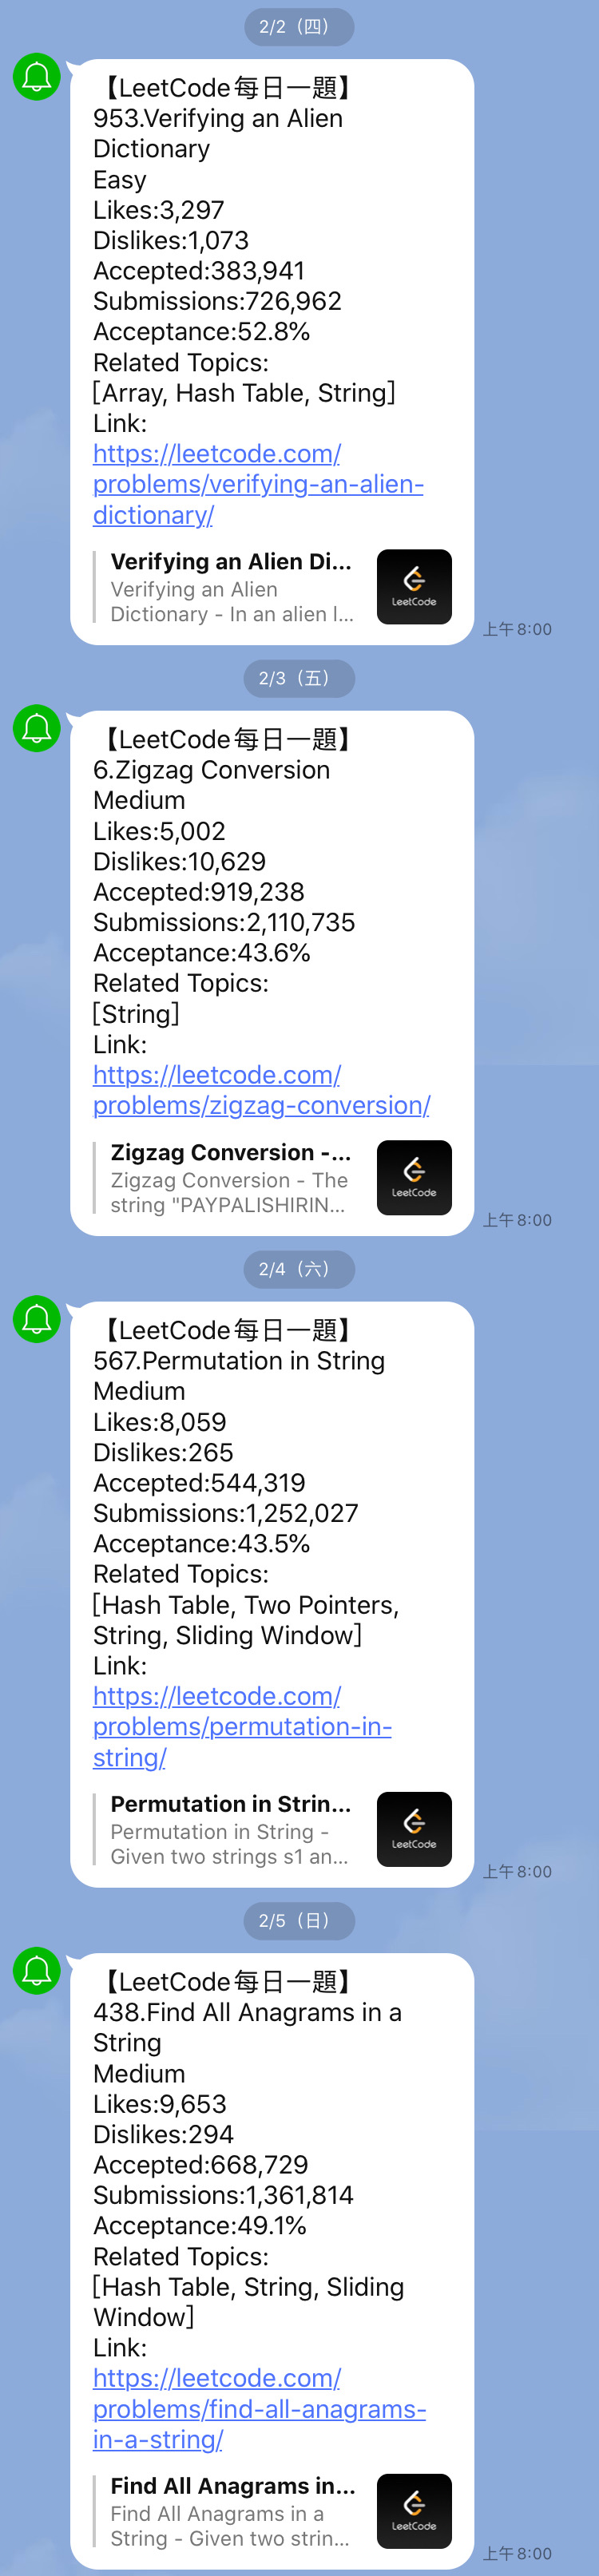 2/2（四）
【LeetCode每日一題】
953.Verifying an Alien
Dictionary
Easy
Likes:3,297
Dislikes:1,073
Accepted:383,941
Submissions:726,962
Acceptance:52.8%
Related Topics:
[Array, Hash Table, String]
Link:
https://leetcode.com/
problems/verifying-an-alien-
dictionary/
Verifying an Alien Di...
Verifying an Alien
Dictionary - In an alien l...
LeetCode
上午 8:00
2/3（五）
【LeetCode每日一題】
6.Zigzag Conversion
Medium
Likes:5,002
Dislikes:10,629
Accepted:919,238
Submissions:2,110,735
Acceptance:43.6%
Related Topics:
[String]
Link:
https://leetcode.com/
problems/zigzag-conversion/
Zigzag Conversion -...
Zigzag Conversion - The
string "PAYPALISHIRIN...
LeetCode
上午 8:00
2/4（六）
【LeetCode每日一題】
567.Permutation in String
Medium
Likes:8,059
Dislikes:265
Accepted:544,319
Submissions:1,252,027
Acceptance:43.5%
Related Topics:
[Hash Table, Two Pointers,
String, Sliding Window]
Link:
https://leetcode.com/
problems/permutation-in-
string/
Permutation in Strin...
Permutation in String -
Given two strings s1 an...
LeetCode
上午 8:00
2/5（日）
【LeetCode每日一題】
438.Find All Anagrams in a
String
Medium
Likes:9,653
Dislikes:294
Accepted:668,729
Submissions:1,361,814
Acceptance:49.1%
Related Topics:
[Hash Table, String, Sliding
Window]
Link:
https://leetcode.com/
problems/find-all-anagrams-
in-a-string/
Find All Anagrams in...
Find All Anagrams in a
String - Given two strin...
LeetCode
上午 8:00